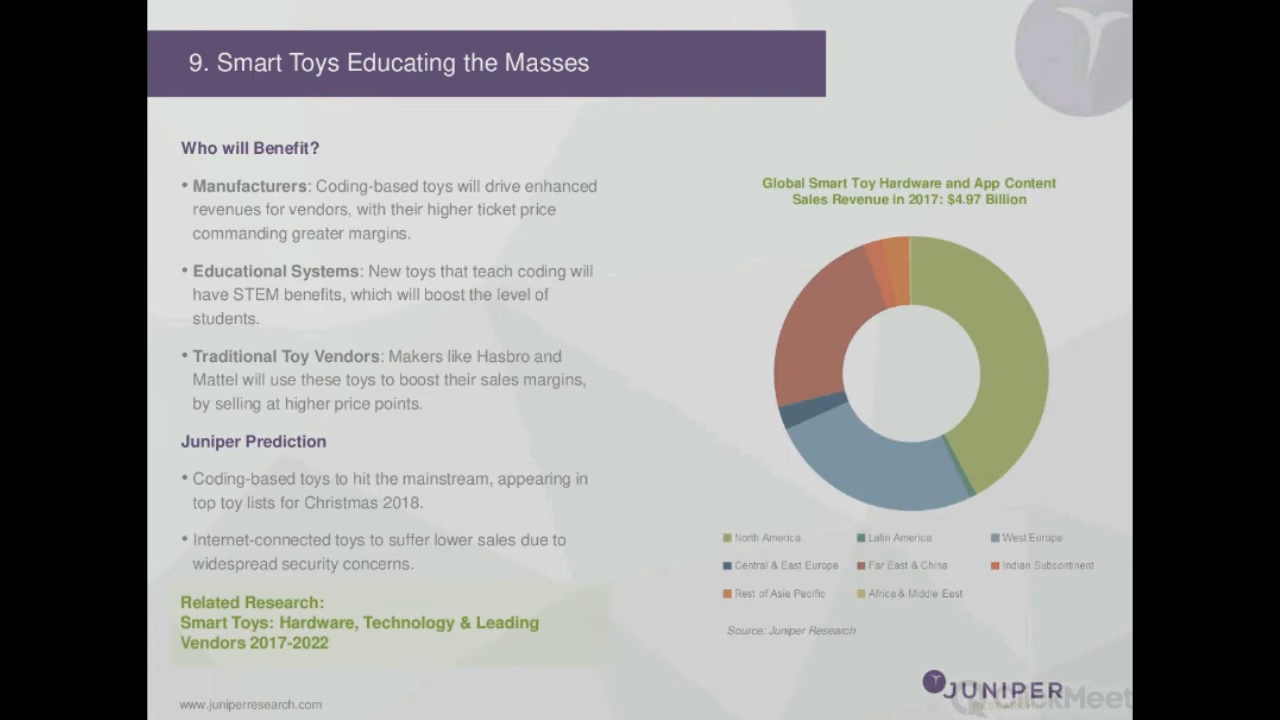 9. Smart Toys Educating the Masses
Who will Benefit?
• Manufacturers: Coding-based toys will drive enhanced
revenues for vendors, with their higher ticket price
commanding greater margins.
• Educational Systems: New toys that teach coding will
have STEM benefits, which will boost the level of
students.
• Traditional Toy Vendors: Makers like Hasbro and
Mattel will use these toys to boost their sales margins,
by selling at higher price points.
Juniper Prediction
• Coding-based toys to hit the mainstream, appearing in
top toy lists for Christmas 2018.
• Internet-connected toys to suffer lower sales due to
widespread security concerns.
Related Research:
Smart Toys: Hardware, Technology & Leading
Vendors 2017-2022
Global Smart Toy Hardware and App Content
Sales Revenue in 2017: $4.97 Billion
North America Latin America West Europe
Central & East Europe Far East & China Indian Subcontinent
Rest of Asia Pacific Africa & Middle East
Source: Juniper Research
www.juniperresearch.com
JUNIPER